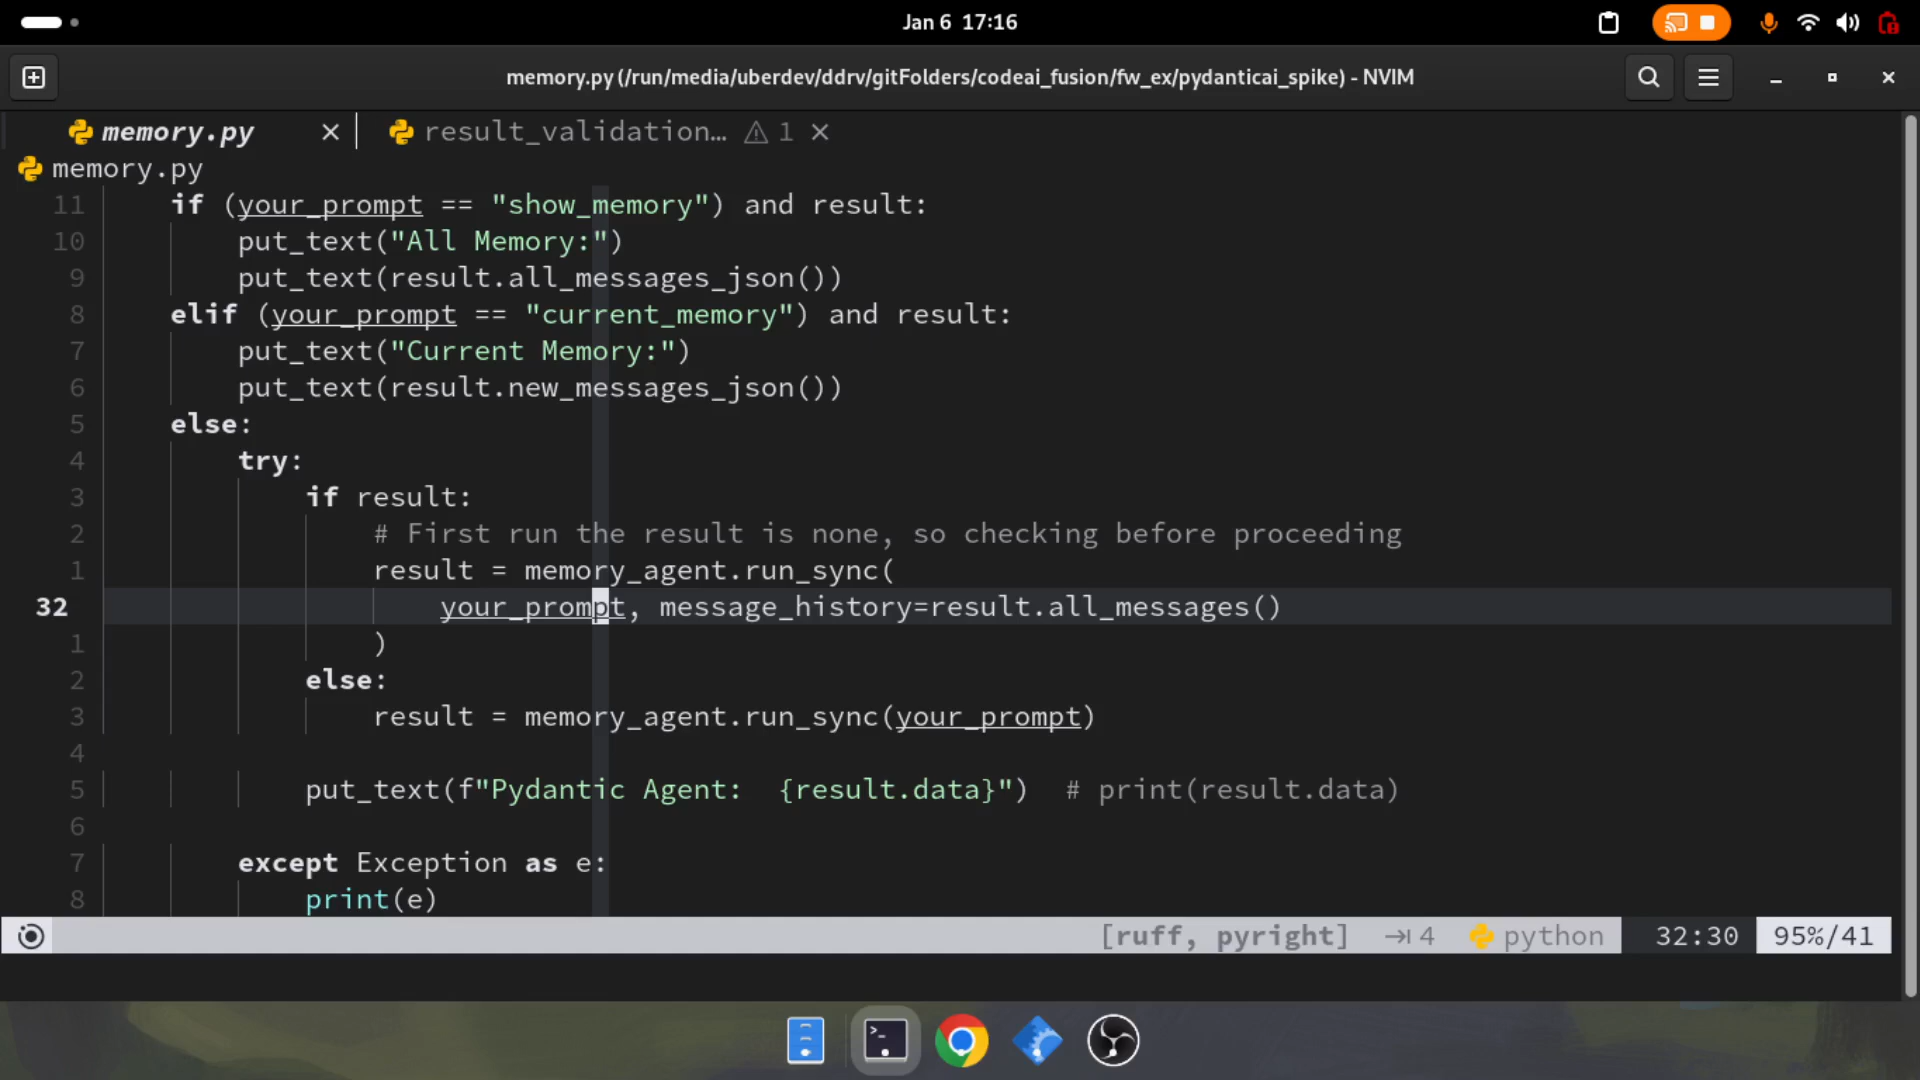 Jan 6 17:16
memory.py (/run/media/uberdev/ddrv/gitFolders/codeai_fusion/fw_ex/pydanticai_spike) - NVIM
memory.py × result_validation… ⚠ 1 ×
memory.py
11 if (your_prompt == "show_memory") and result:
10 put_text("All Memory:")
9 put_text(result.all_messages_json())
8 elif (your_prompt == "current_memory") and result:
7 put_text("Current Memory:")
6 put_text(result.new_messages_json())
5 else:
4 try:
3 if result:
2 # First run the result is none, so checking before proceeding
1 result = memory_agent.run_sync(
32 your_prompt, message_history=result.all_messages()
1 )
2 else:
3 result = memory_agent.run_sync(your_prompt)
4
5 put_text(f"Pydantic Agent:  {result.data}")  # print(result.data)
6
7 except Exception as e:
8 print(e)
[ruff, pyright] 4 python 32:30 95%/41